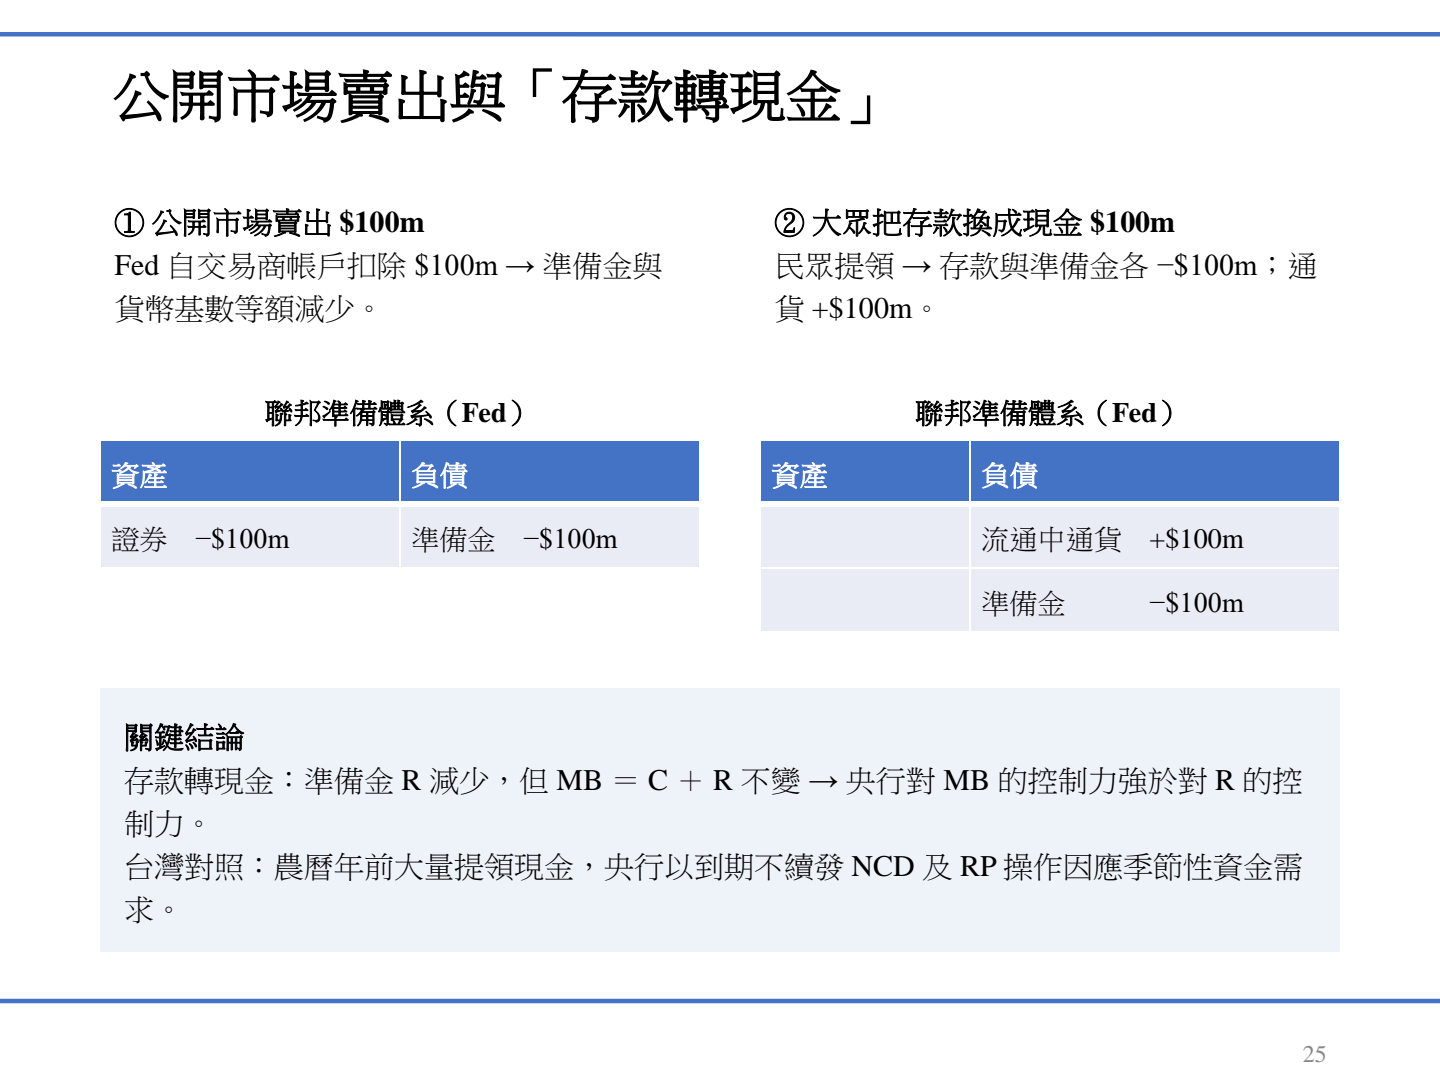 公開市場賣出與「存款轉現金」
① 公開市場賣出 $100m
Fed 自交易商帳戶扣除 $100m → 準備金與
貨幣基數等額減少。
② 大眾把存款換成現金 $100m
民眾提領 → 存款與準備金各 −$100m；通
貨 +$100m。
聯邦準備體系（Fed）
資產 負債
證券 −$100m 準備金 −$100m
聯邦準備體系（Fed）
資產 負債
流通中通貨 +$100m
準備金 −$100m
關鍵結論
存款轉現金：準備金 R 減少，但 MB ＝ C ＋ R 不變 → 央行對 MB 的控制力強於對 R 的控
制力。
台灣對照：農曆年前大量提領現金，央行以到期不續發 NCD 及 RP 操作因應季節性資金需
求。
25